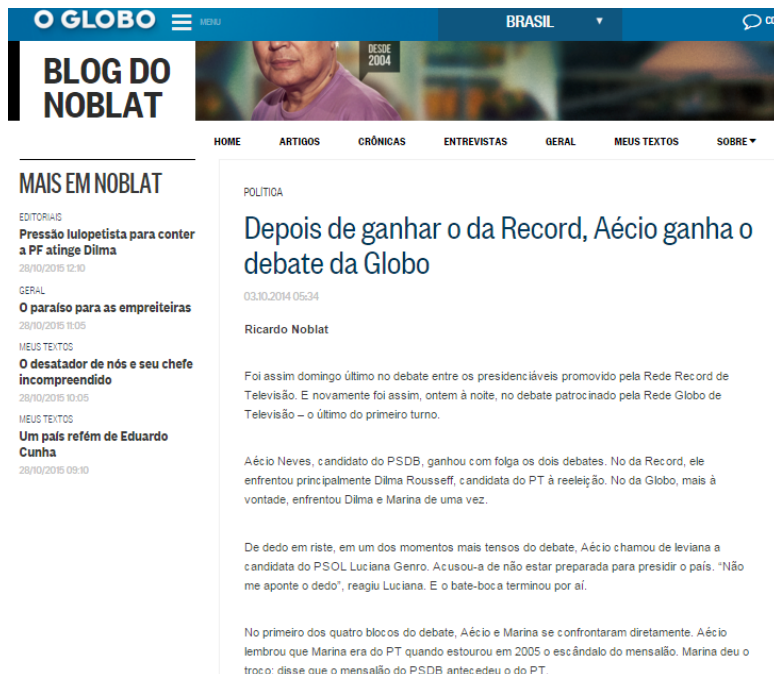 O GLOBO
MENU
BRASIL
BLOG DO
NOBLAT
DESDE
2004
HOME ARTIGOS CRÔNICAS ENTREVISTAS GERAL MEUS TEXTOS SOBRE
MAIS EM NOBLAT
EDITORIAIS
Pressão lulopetista para conter
a PF atinge Dilma
28/10/2015 12:10
GERAL
O paraíso para as empreiteiras
28/10/2015 11:05
MEUS TEXTOS
O desatador de nós e seu chefe
incompreendido
28/10/2015 10:05
MEUS TEXTOS
Um país refém de Eduardo
Cunha
28/10/2015 09:10
POLÍTICA
Depois de ganhar o da Record, Aécio ganha o
debate da Globo
03.10.2014 05:34
Ricardo Noblat
Foi assim domingo último no debate entre os presidenciáveis promovido pela Rede Record de
Televisão. E novamente foi assim, ontem à noite, no debate patrocinado pela Rede Globo de
Televisão – o último do primeiro turno.
Aécio Neves, candidato do PSDB, ganhou com folga os dois debates. No da Record, ele
enfrentou principalmente Dilma Rousseff, candidata do PT à reeleição. No da Globo, mais à
vontade, enfrentou Dilma e Marina de uma vez.
De dedo em riste, em um dos momentos mais tensos do debate, Aécio chamou de leviana a
candidata do PSOL Luciana Genro. Acusou-a de não estar preparada para presidir o país. “Não
me aponte o dedo”, reagiu Luciana. E o bate-boca terminou por aí.
No primeiro dos quatro blocos do debate, Aécio e Marina se confrontaram diretamente. Aécio
lembrou que Marina era do PT quando estourou em 2005 o escândalo do mensalão. Marina deu o
troco: disse que o mensalão do PSDB antecedeu o do PT.